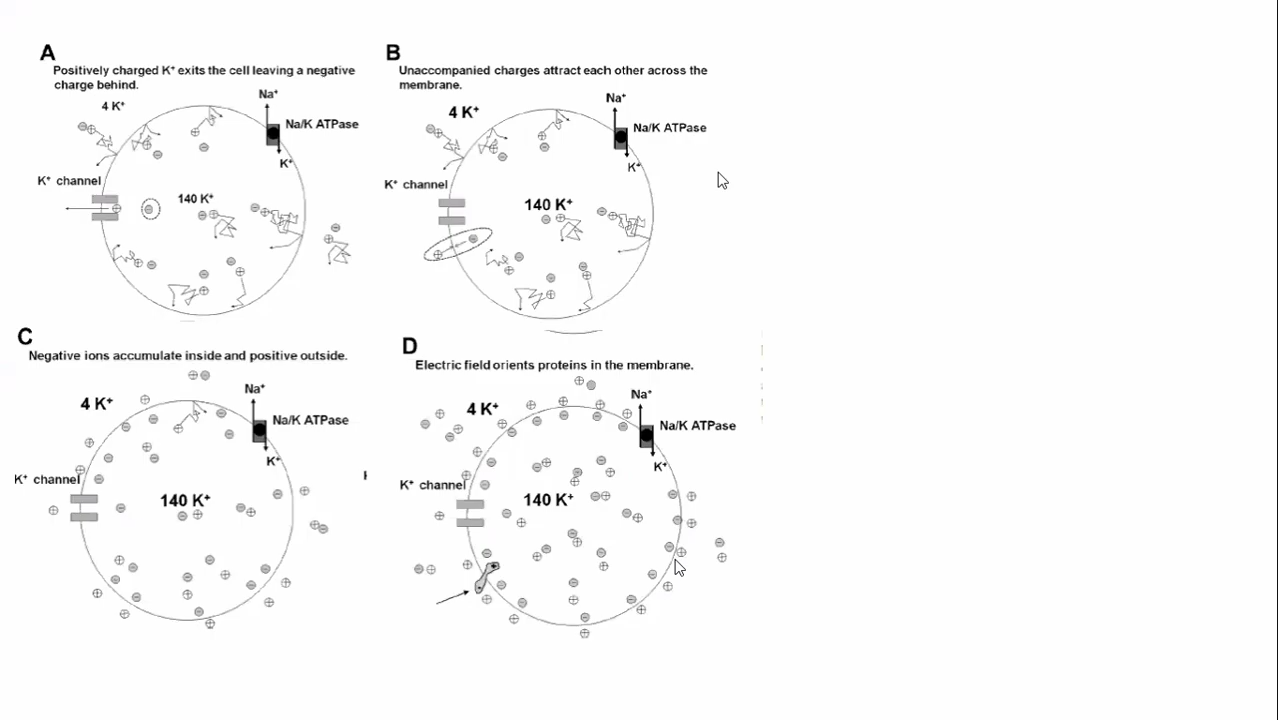 A
Positively charged K⁺ exits the cell leaving a negative
charge behind.
4 K⁺
Na⁺
Na/K ATPase
K⁺
K⁺ channel
140 K⁺
B
Unaccompanied charges attract each other across the
membrane.
4 K⁺
Na⁺
Na/K ATPase
K⁺
K⁺ channel
140 K⁺
C
Negative ions accumulate inside and positive outside.
4 K⁺
Na⁺
Na/K ATPase
K⁺
K⁺ channel
140 K⁺
D
Electric field orients proteins in the membrane.
4 K⁺
Na⁺
Na/K ATPase
K⁺
K⁺ channel
140 K⁺